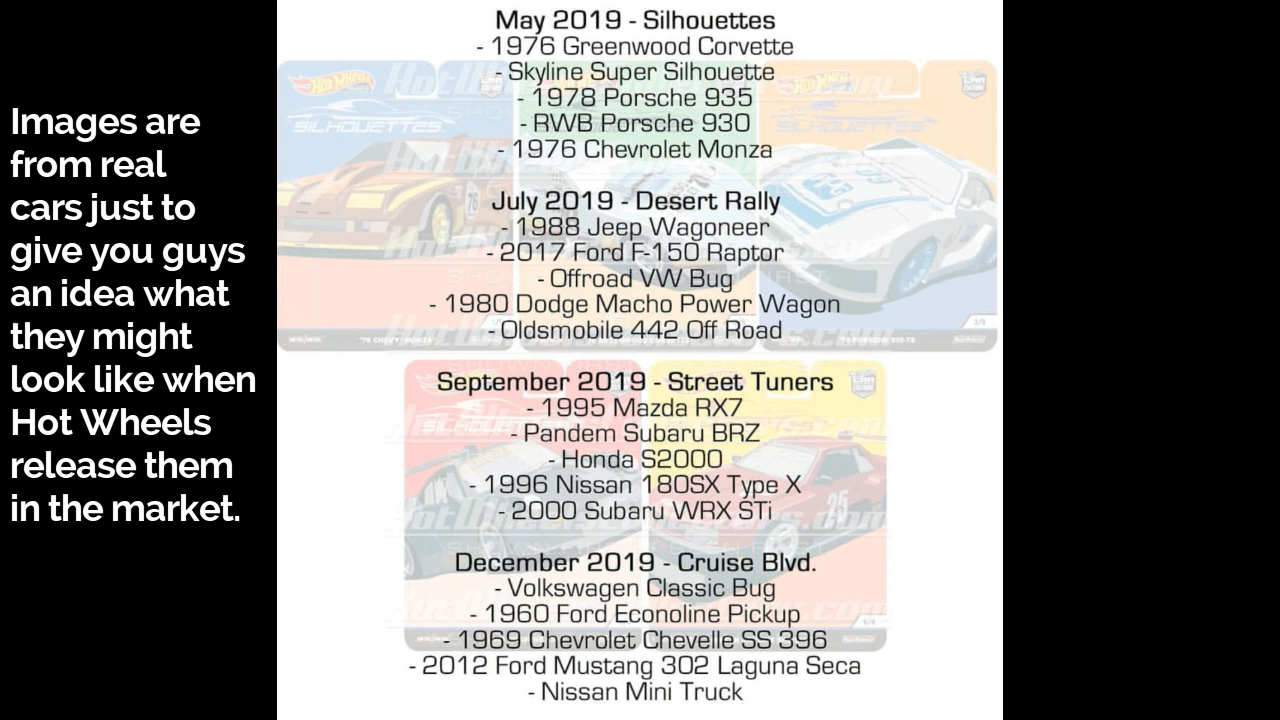 Images are
from real
cars just to
give you guys
an idea what
they might
look like when
Hot Wheels
release them
in the market.
May 2019 - Silhouettes
- 1976 Greenwood Corvette
- Skyline Super Silhouette
- 1978 Porsche 935
- RWB Porsche 930
- 1976 Chevrolet Monza
July 2019 - Desert Rally
- 1988 Jeep Wagoneer
- 2017 Ford F-150 Raptor
- Offroad VW Bug
- 1980 Dodge Macho Power Wagon
- Oldsmobile 442 Off Road
September 2019 - Street Tuners
- 1995 Mazda RX7
- Pandem Subaru BRZ
- Honda S2000
- 1996 Nissan 180SX Type X
- 2000 Subaru WRX STi
December 2019 - Cruise Blvd.
- Volkswagen Classic Bug
- 1960 Ford Econoline Pickup
- 1969 Chevrolet Chevelle SS 396
- 2012 Ford Mustang 302 Laguna Seca
- Nissan Mini Truck
HOT WHEELS
SILHOUETTES
76
25